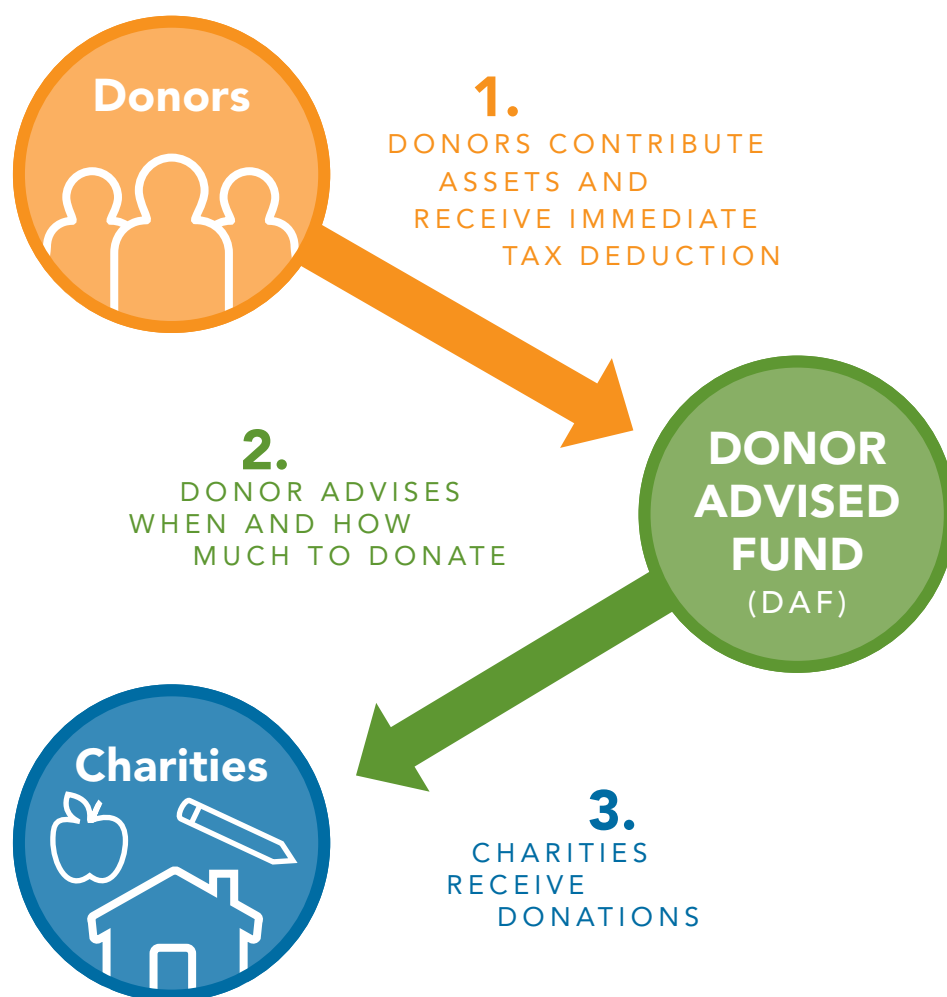 Donors
1.
DONORS CONTRIBUTE
ASSETS AND
RECEIVE IMMEDIATE
TAX DEDUCTION
2.
DONOR ADVISES
WHEN AND HOW
MUCH TO DONATE
DONOR
ADVISED
FUND
(DAF)
Charities
3.
CHARITIES
RECEIVE
DONATIONS